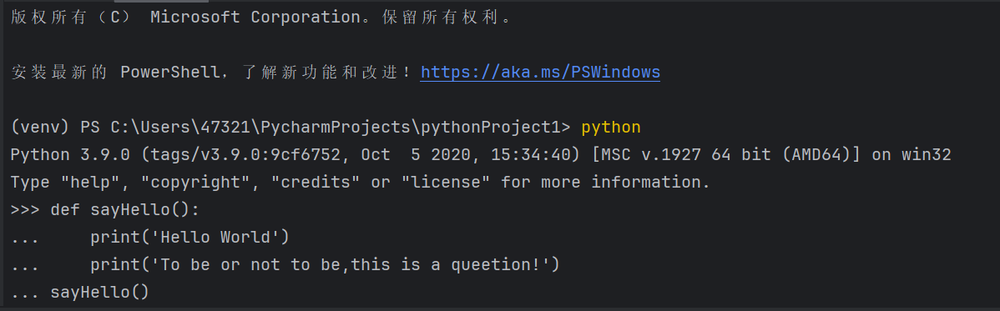 版权所有（C） Microsoft Corporation。保留所有权利。
安装最新的 PowerShell，了解新功能和改进！https://aka.ms/PSWindows
(venv) PS C:\Users\47321\PycharmProjects\pythonProject1> python
Python 3.9.0 (tags/v3.9.0:9cf6752, Oct  5 2020, 15:34:40) [MSC v.1927 64 bit (AMD64)] on win32
Type "help", "copyright", "credits" or "license" for more information.
>>> def sayHello():
...     print('Hello World')
...     print('To be or not to be,this is a queetion!')
... sayHello()